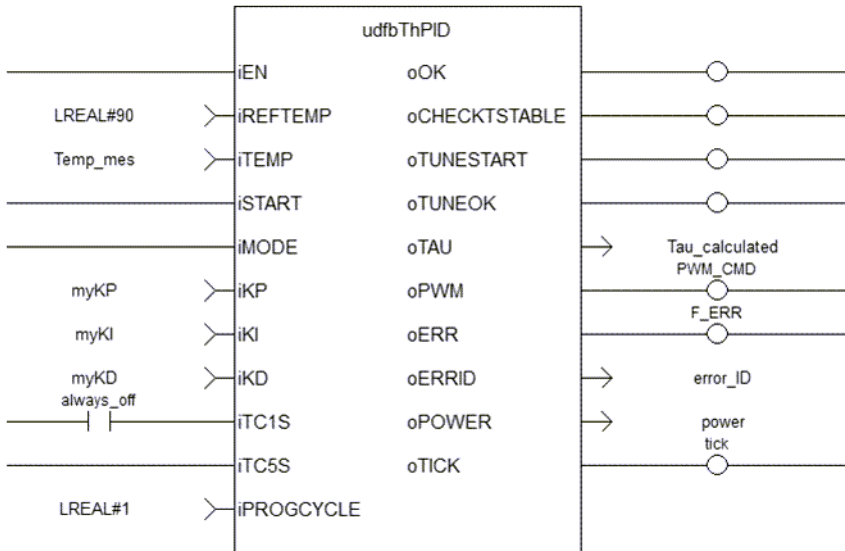 udfbThPID
iEN oOK
LREAL#90 iREFTEMP oCHECKTSTABLE
Temp_mes iTEMP oTUNESTART
iSTART oTUNEOK
iMODE oTAU Tau_calculated
PWM_CMD
myKP iKP oPWM
F_ERR
myKI iKI oERR
myKD iKD oERRID error_ID
always_off
iTC1S oPOWER power
tick
iTC5S oTICK
LREAL#1 iPROGCYCLE